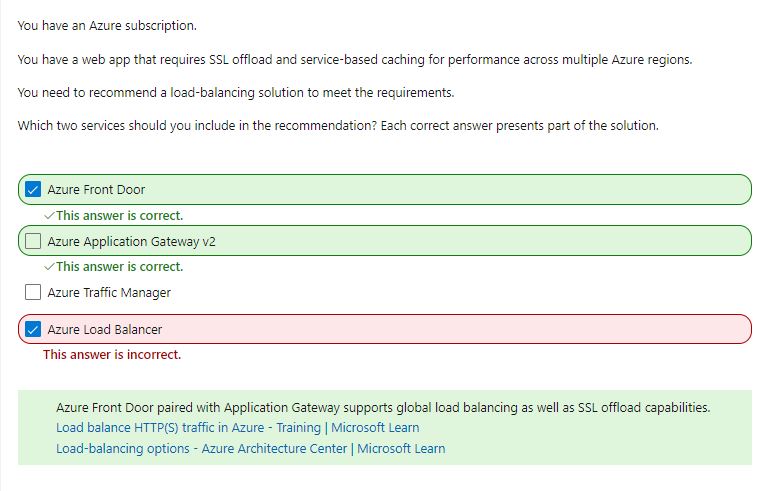 You have an Azure subscription.
You have a web app that requires SSL offload and service-based caching for performance across multiple Azure regions.
You need to recommend a load-balancing solution to meet the requirements.
Which two services should you include in the recommendation? Each correct answer presents part of the solution.
Azure Front Door
This answer is correct.
Azure Application Gateway v2
This answer is correct.
Azure Traffic Manager
Azure Load Balancer
This answer is incorrect.
Azure Front Door paired with Application Gateway supports global load balancing as well as SSL offload capabilities.
Load balance HTTP(S) traffic in Azure - Training | Microsoft Learn
Load-balancing options - Azure Architecture Center | Microsoft Learn